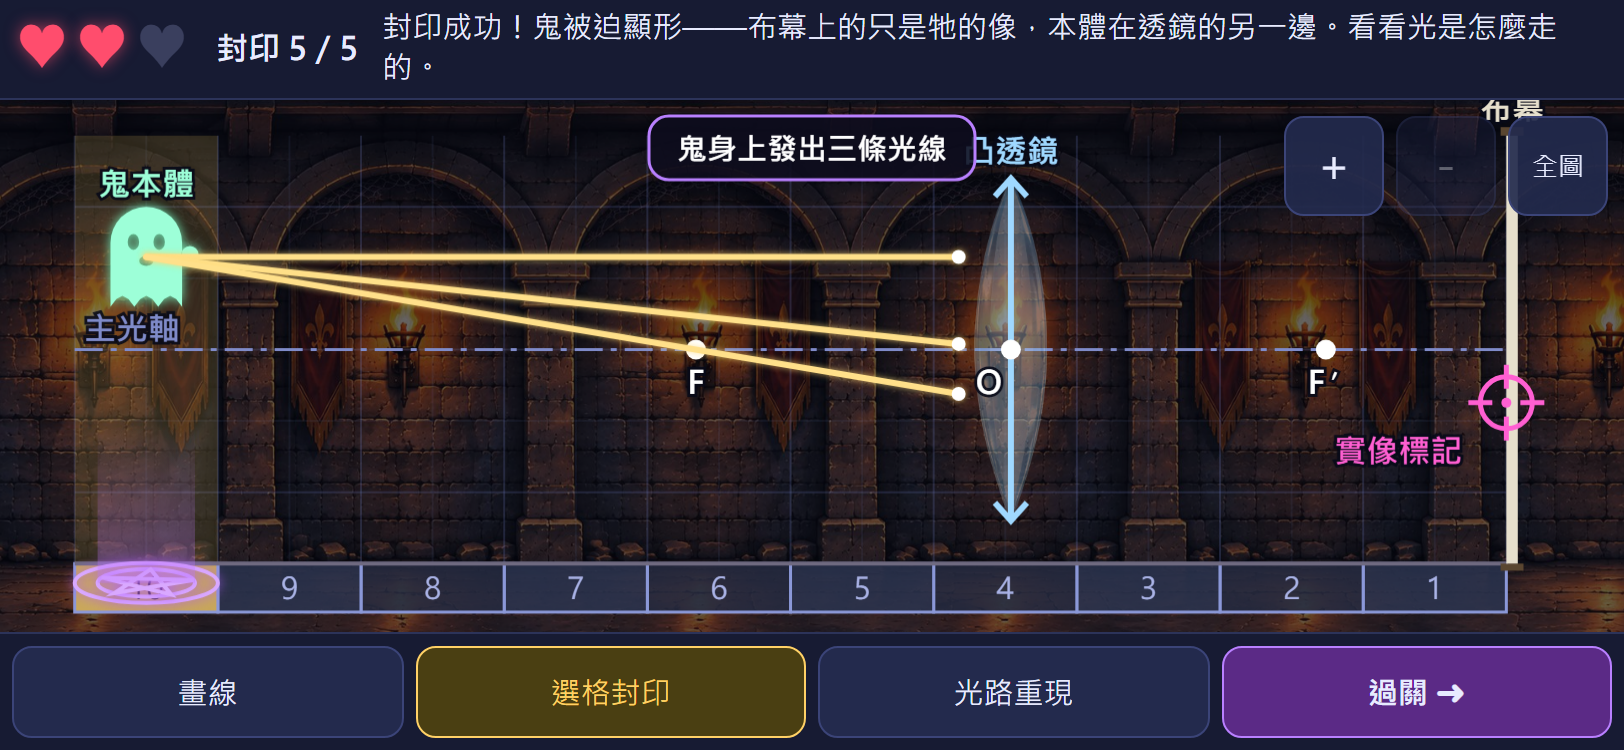 封印 5 / 5
封印成功！鬼被迫顯形——布幕上的只是牠的像，本體在透鏡的另一邊。看看光是怎麼走
的。
布幕
鬼身上發出三條光線
凸透鏡
+
-
全圖
鬼本體
主光軸
F
O
F′
實像標記
9
8
7
6
5
4
3
2
1
畫線
選格封印
光路重現
過關 ➜